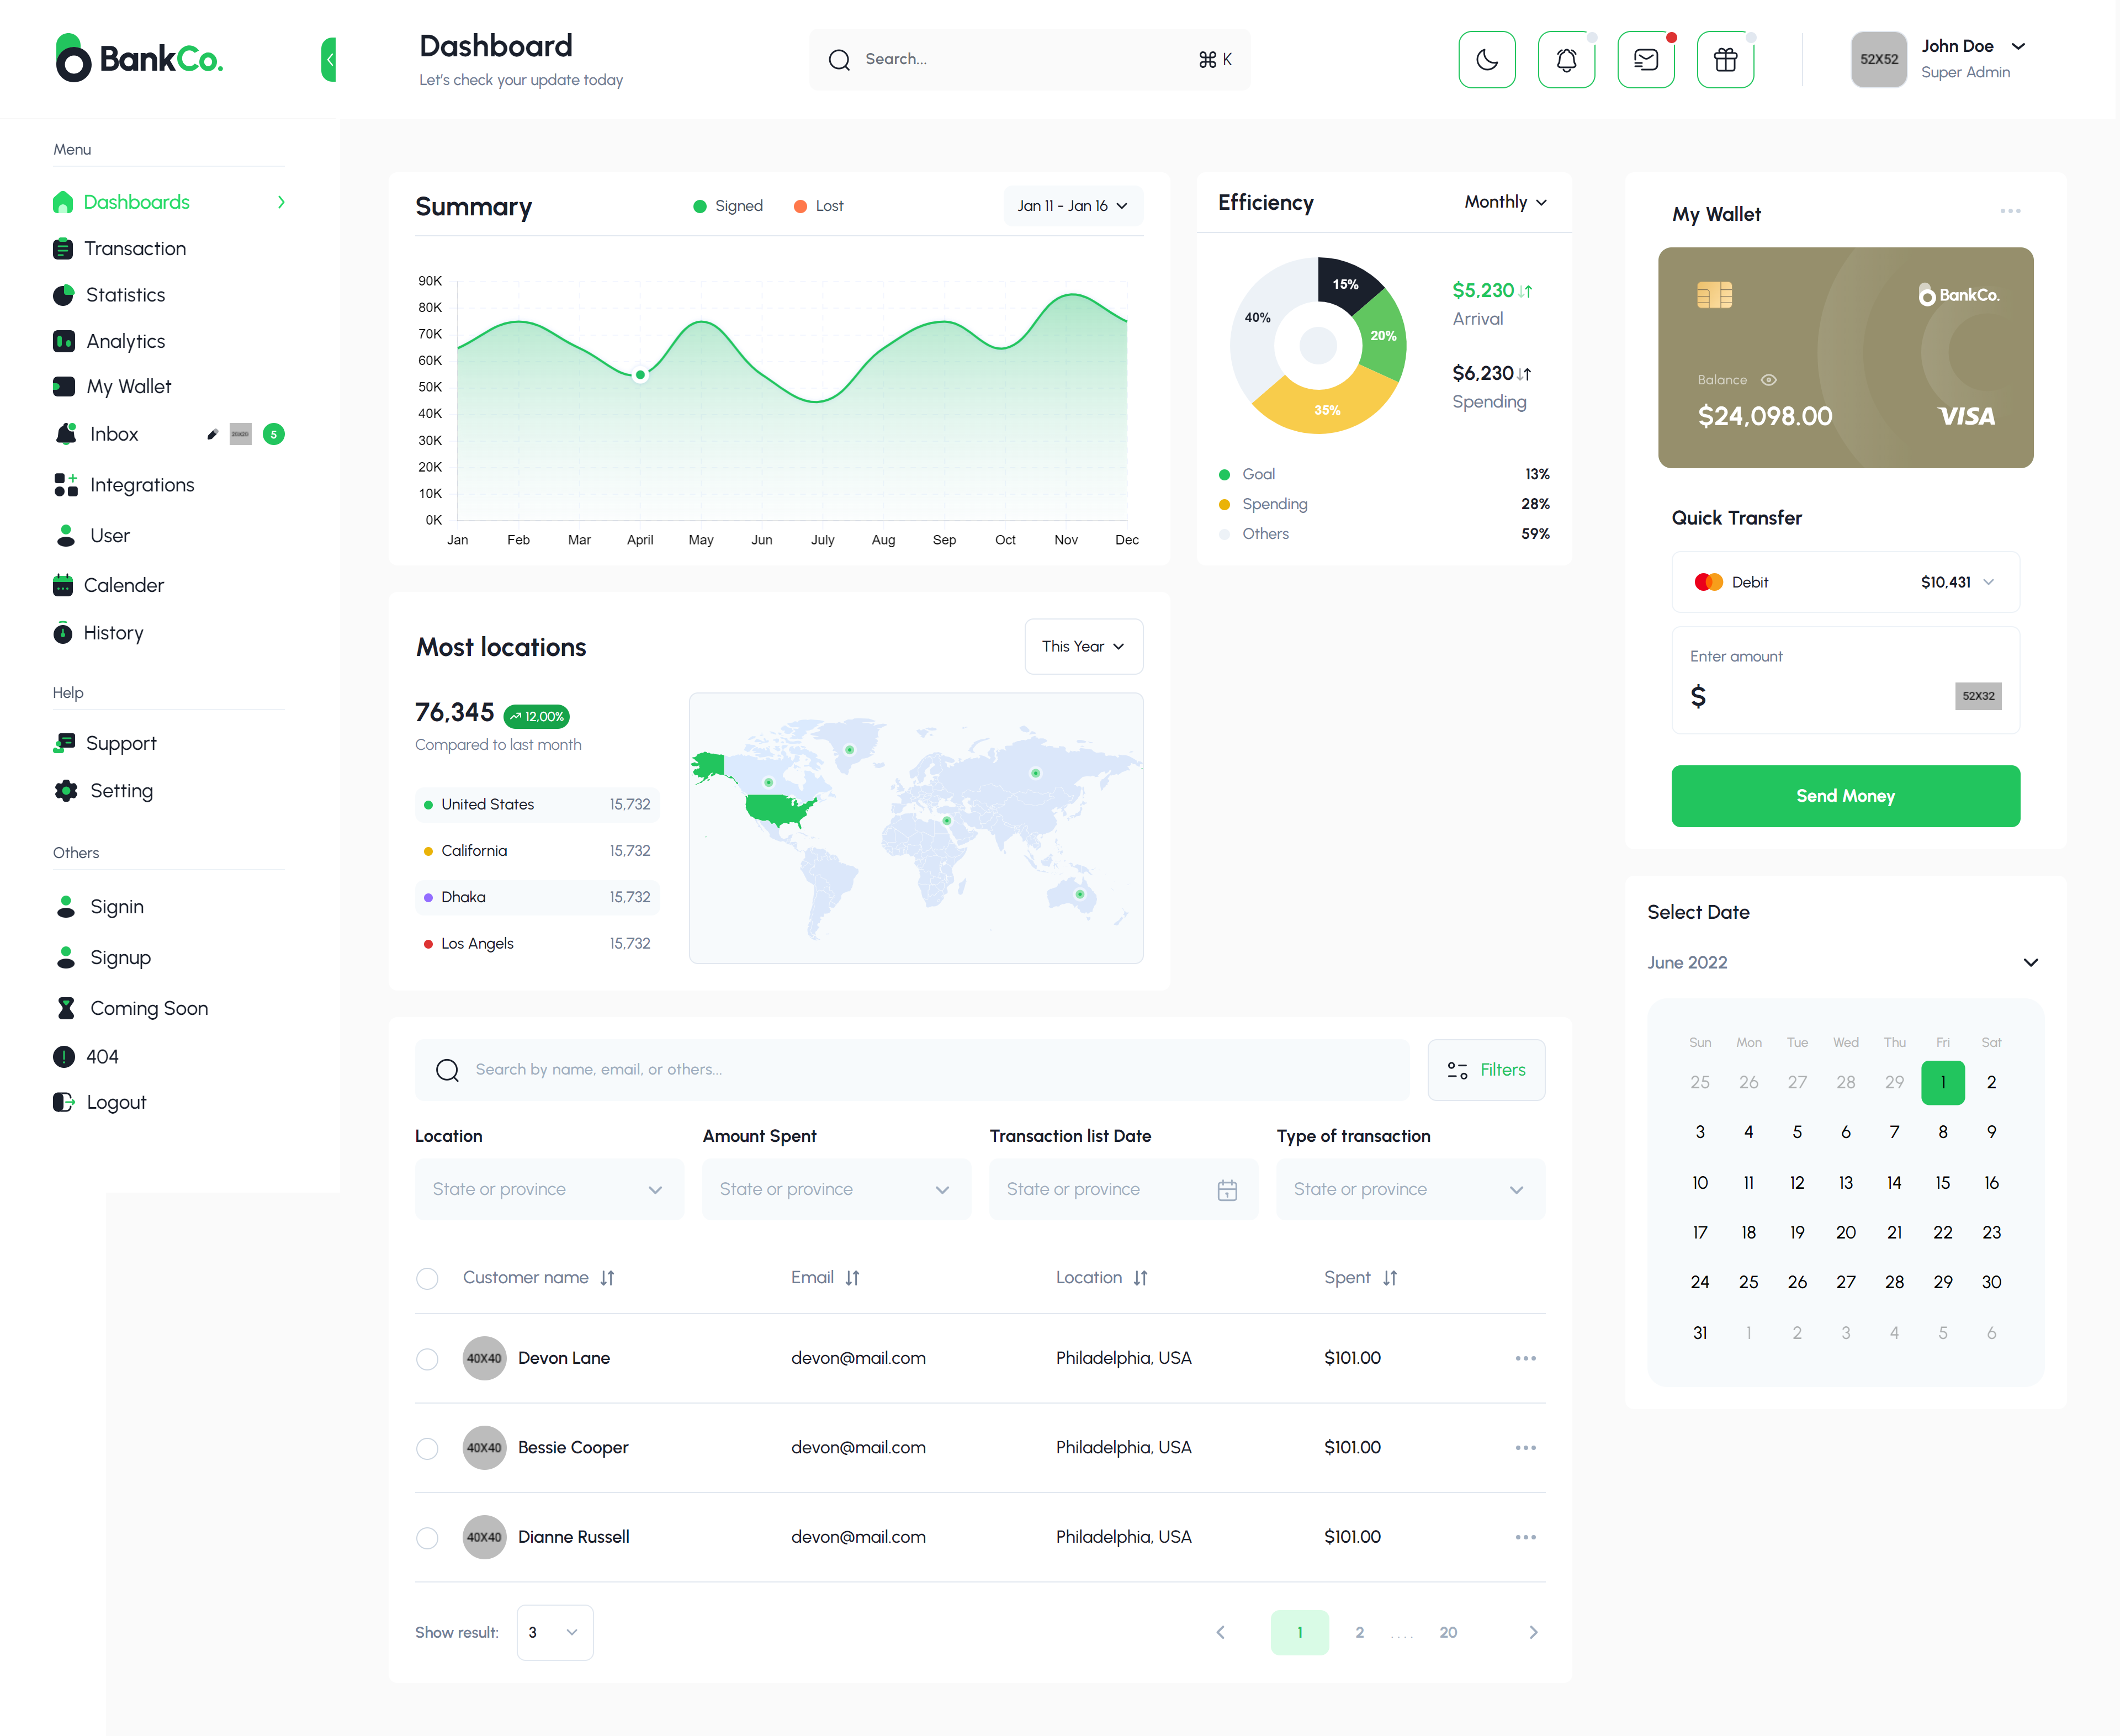 BankCo.
Dashboard
Let's check your update today
Search...
⌘ K
52X52
John Doe
Super Admin
Menu
Dashboards
Transaction
Statistics
Analytics
My Wallet
Inbox
5
Integrations
User
Calender
History
Help
Support
Setting
Others
Signin
Signup
Coming Soon
404
Logout
Summary
Signed
Lost
Jan 11 - Jan 16
90K
80K
70K
60K
50K
40K
30K
20K
10K
0K
Jan Feb Mar April May Jun July Aug Sep Oct Nov Dec
Efficiency
Monthly
15%
20%
35%
40%
$5,230
Arrival
$6,230
Spending
Goal 13%
Spending 28%
Others 59%
Most locations
This Year
76,345
12,00%
Compared to last month
United States 15,732
California 15,732
Dhaka 15,732
Los Angels 15,732
My Wallet
BankCo.
Balance
$24,098.00
VISA
Quick Transfer
Debit $10,431
Enter amount
$
52X32
Send Money
Select Date
June 2022
Sun Mon Tue Wed Thu Fri Sat
25 26 27 28 29 1 2
3 4 5 6 7 8 9
10 11 12 13 14 15 16
17 18 19 20 21 22 23
24 25 26 27 28 29 30
31 1 2 3 4 5 6
Search by name, email, or others...
Filters
Location
Amount Spent
Transaction list Date
Type of transaction
State or province
State or province
State or province
State or province
Customer name Email Location Spent
40X40 Devon Lane devon@mail.com Philadelphia, USA $101.00
40X40 Bessie Cooper devon@mail.com Philadelphia, USA $101.00
40X40 Dianne Russell devon@mail.com Philadelphia, USA $101.00
Show result: 3
1 2 .... 20